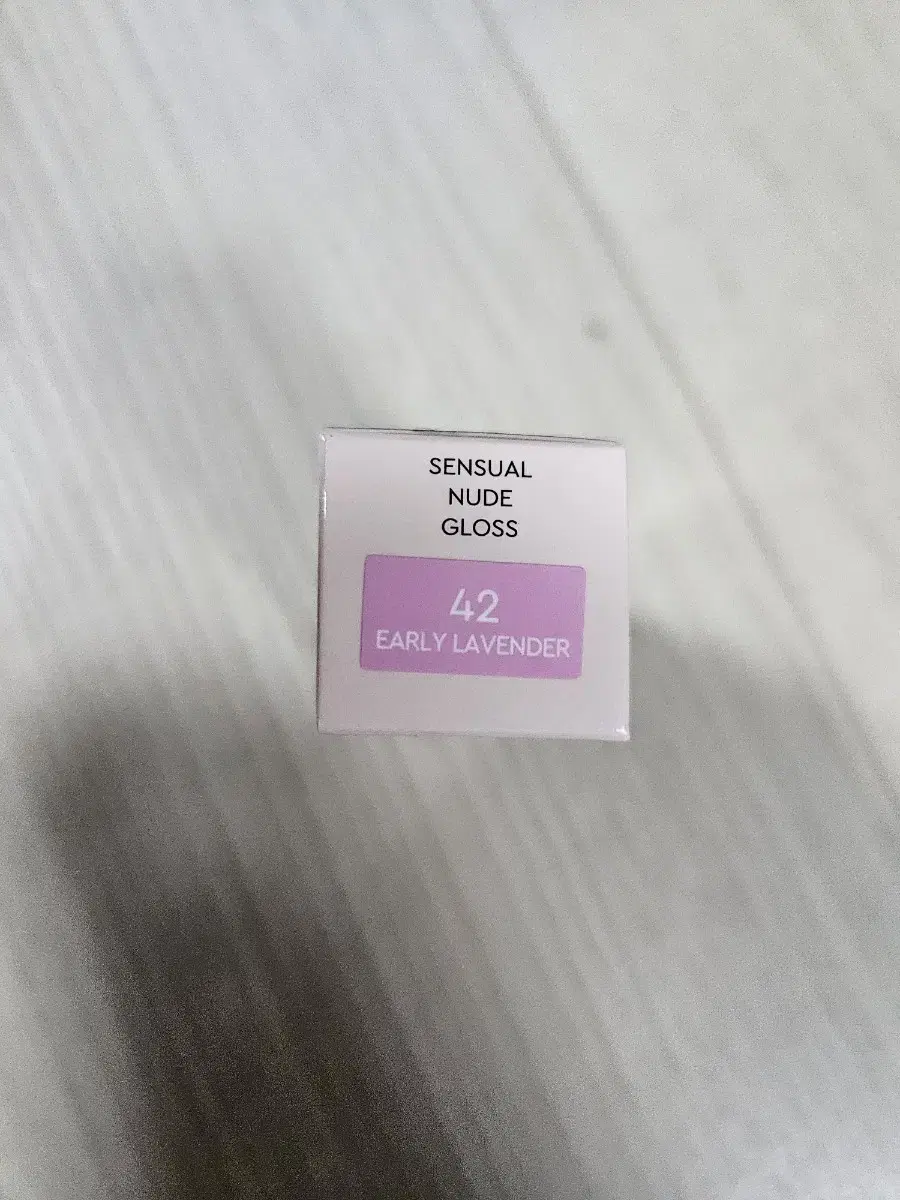 SENSUAL
NUDE
GLOSS
42
EARLY LAVENDER